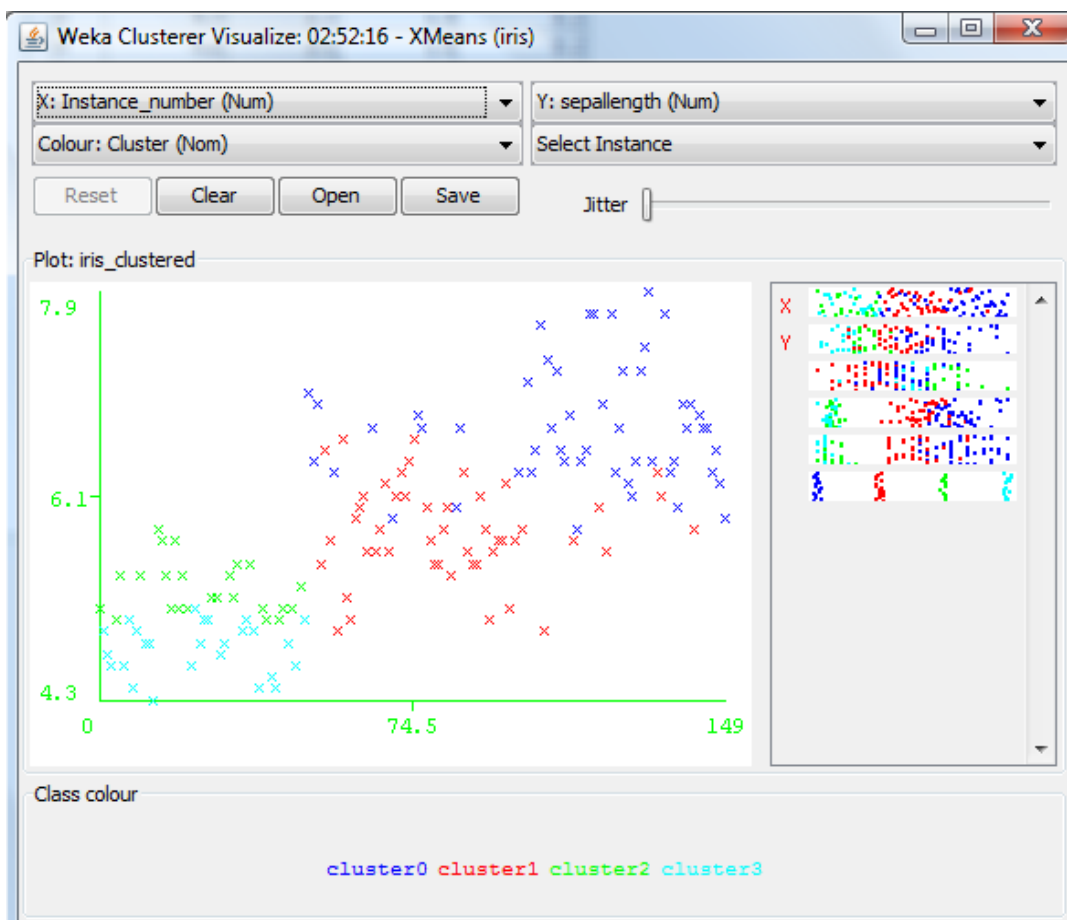 Weka Clusterer Visualize: 02:52:16 - XMeans (iris)
X: Instance_number (Num) Y: sepallength (Num)
Colour: Cluster (Nom) Select Instance
Reset Clear Open Save Jitter
Plot: iris_clustered
7.9
6.1
4.3
0 74.5 149
X
Y
Class colour
cluster0 cluster1 cluster2 cluster3